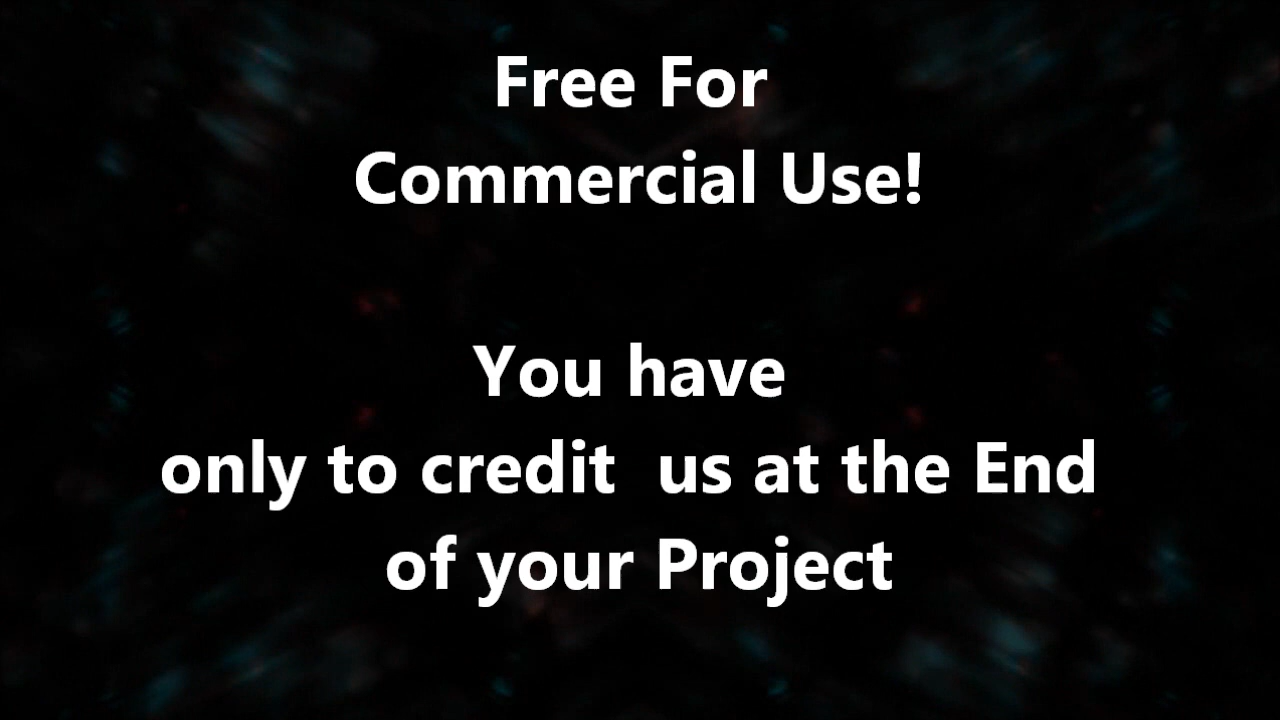 Free For
Commercial Use!
You have
only to credit  us at the End
of your Project